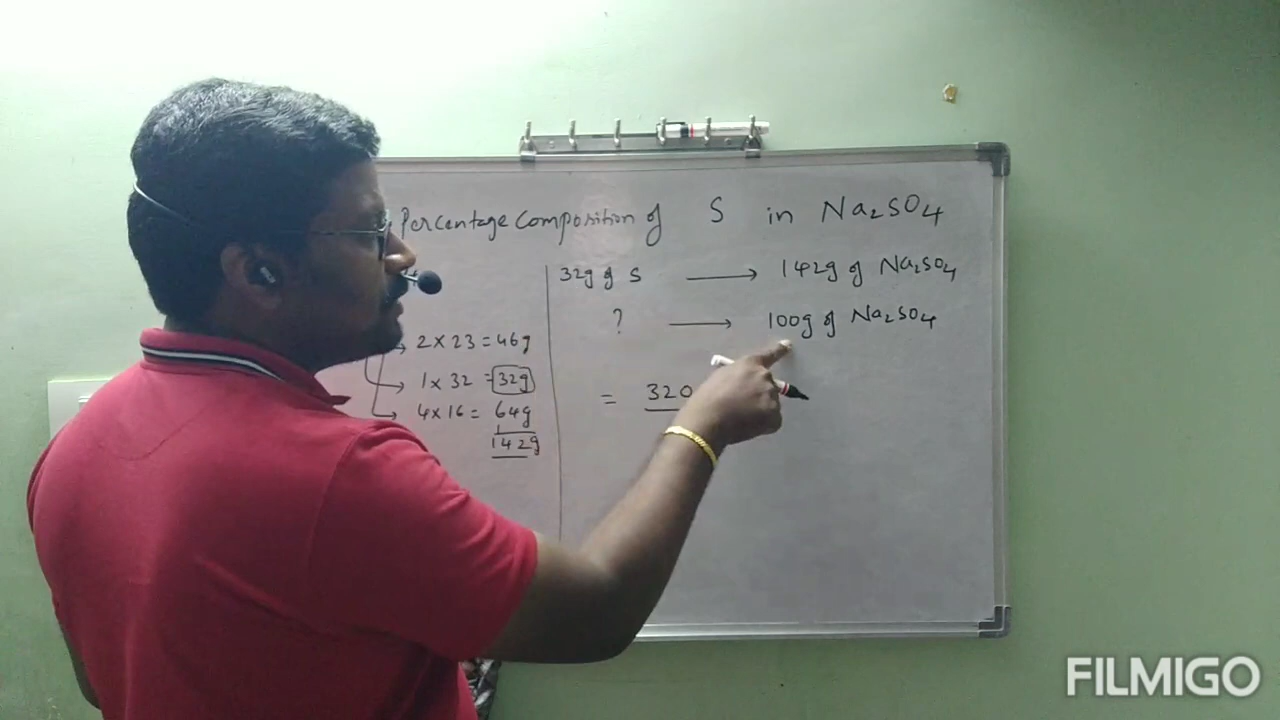 Percentage Composition of S in Na₂SO₄
32g of S → 142g of Na₂SO₄
? → 100g of Na₂SO₄
2 × 23 = 46g
1 × 32 = 32g
4 × 16 = 64g
142g
= 320
FILMIGO